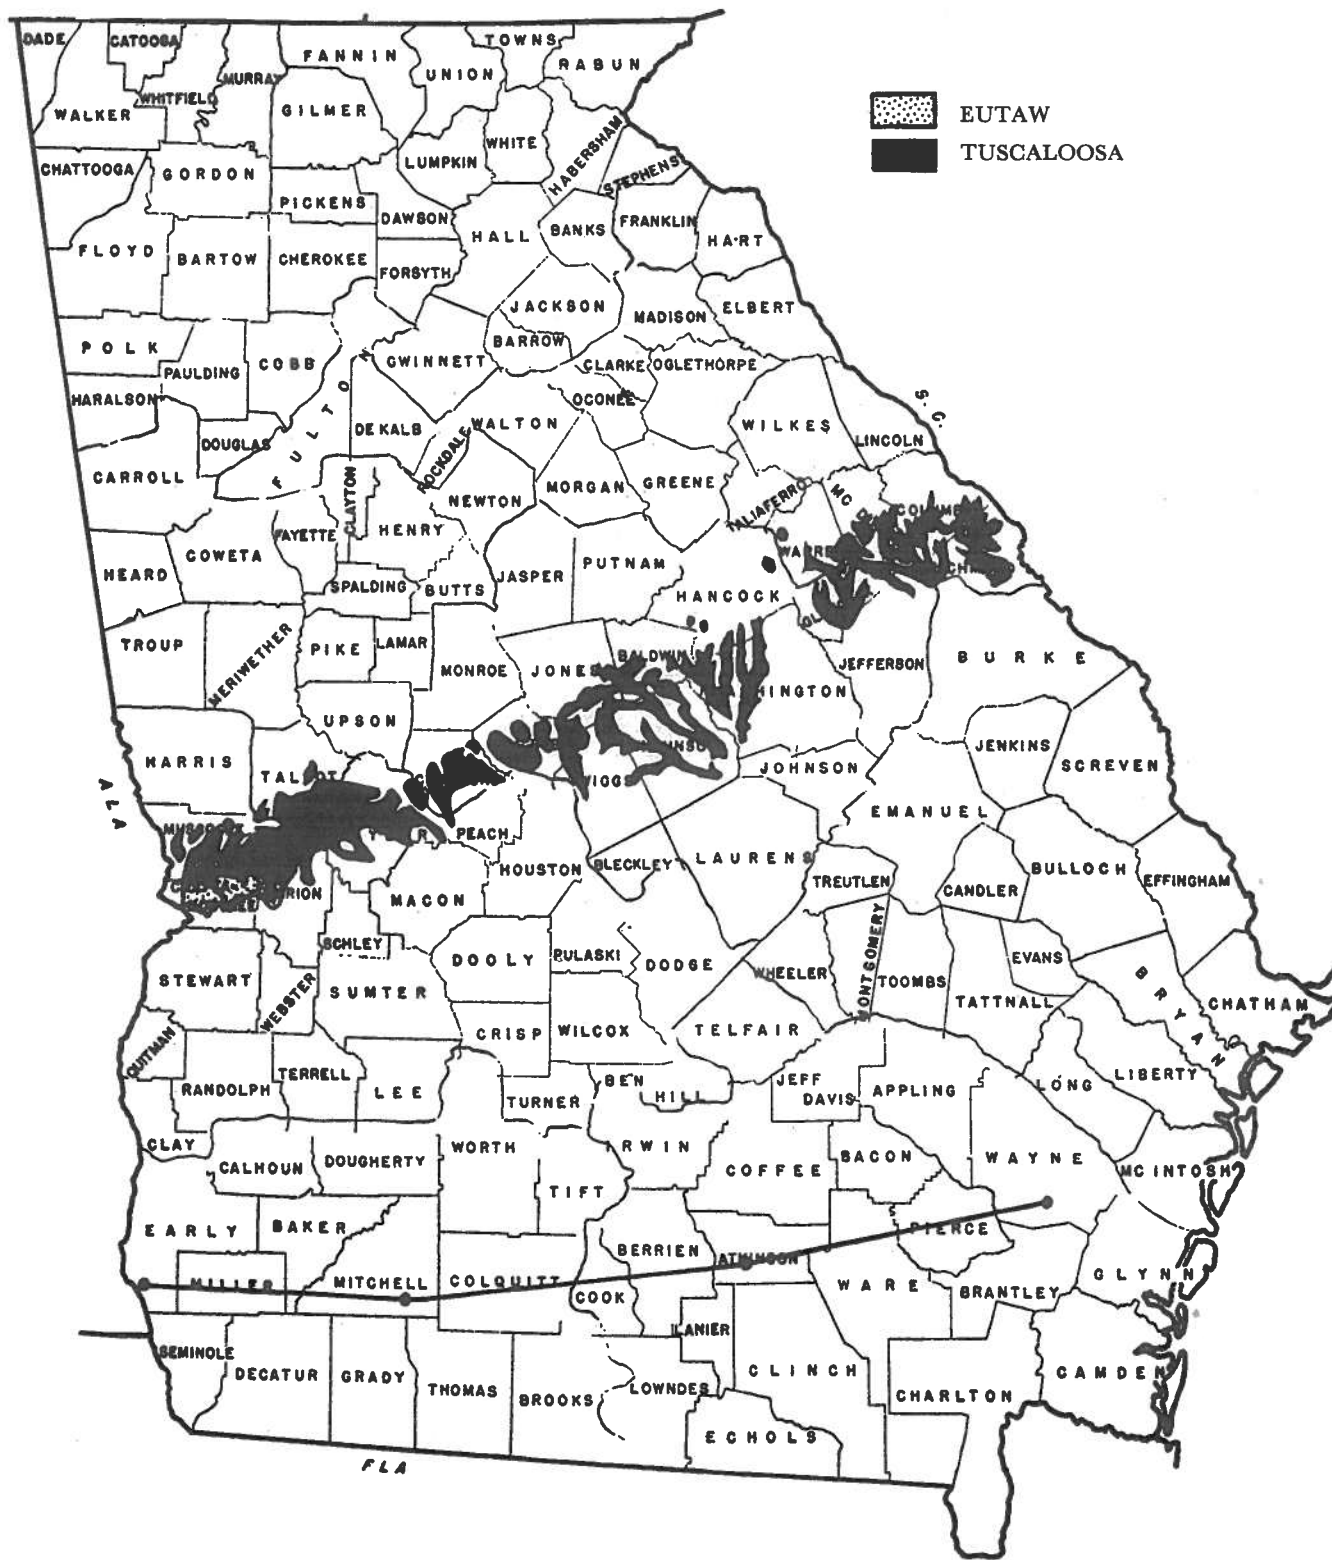 DADE
CATOOGA
FANNIN
TOWNS
UNION
RABUN
MURRAY
WHITFIELD
WALKER
GILMER
EUTAW
TUSCALOOSA
WHITE
LUMPKIN
HABERSHAM
STEPHENS
CHATTOOGA
GORDON
PICKENS
DAWSON
FRANKLIN
HALL
BANKS
HART
FLOYD
BARTOW
CHEROKEE
FORSYTH
JACKSON
MADISON
ELBERT
POLK
PAULDING
COBB
FULTON
GWINNETT
BARROW
CLARKE
OGLETHORPE
HARALSON
OCONEE
S.C.
DOUGLAS
DE KALB
ROCKDALE
WALTON
WILKES
LINCOLN
CARROLL
CLAYTON
NEWTON
MORGAN
GREENE
TALIAFERRO
MC
COLUM
FAYETTE
HENRY
COWETA
HEARD
SPALDING
BUTTS
JASPER
PUTNAM
WARRE
HANCOCK
TROUP
MERIWETHER
PIKE
LAMAR
MONROE
JONES
BALDWIN
INGTON
JEFFERSON
BURKE
UPSON
HARRIS
TALBOT
IGGS
JOHNSON
JENKINS
SCREVEN
ALA
EMANUEL
PEACH
HOUSTON
BLECKLEY
LAURENS
TREUTLEN
CANDLER
BULLOCH
EFFINGHAM
RION
MACON
SCHLEY
DOOLY
PULASKI
DODGE
WHEELER
MONTGOMERY
TOOMBS
EVANS
TATTNALL
BRYAN
CHATHAM
STEWART
WEBSTER
SUMTER
CRISP
WILCOX
TELFAIR
QUITMAN
RANDOLPH
TERRELL
LEE
TURNER
BEN
HILL
JEFF
DAVIS
APPLING
LONG
LIBERTY
CLAY
CALHOUN
DOUGHERTY
WORTH
IRWIN
TIFT
COFFEE
BACON
WAYNE
MC INTOSH
EARLY
BAKER
BERRIEN
ATKINSON
PIERCE
MILLER
MITCHELL
COLQUITT
COOK
WARE
BRANTLEY
GLYNN
SEMINOLE
DECATUR
GRADY
THOMAS
BROOKS
LANIER
LOWNDES
CLINCH
CHARLTON
CAMDEN
ECHOLS
FLA